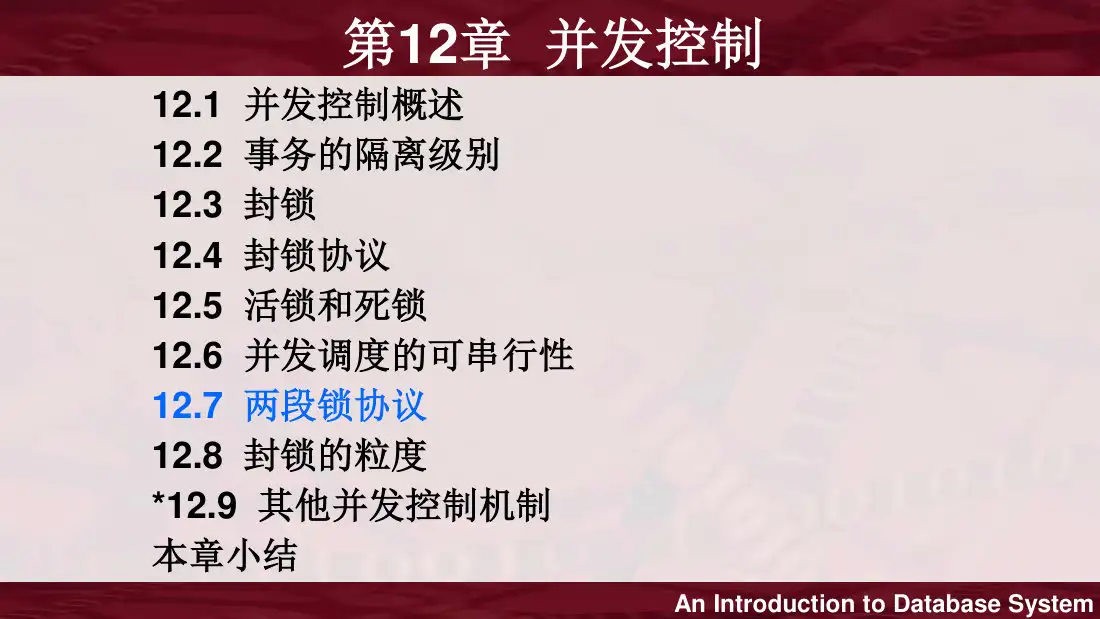 第12章 并发控制
12.1 并发控制概述
12.2 事务的隔离级别
12.3 封锁
12.4 封锁协议
12.5 活锁和死锁
12.6 并发调度的可串行性
12.7 两段锁协议
12.8 封锁的粒度
*12.9 其他并发控制机制
本章小结
An Introduction to Database System